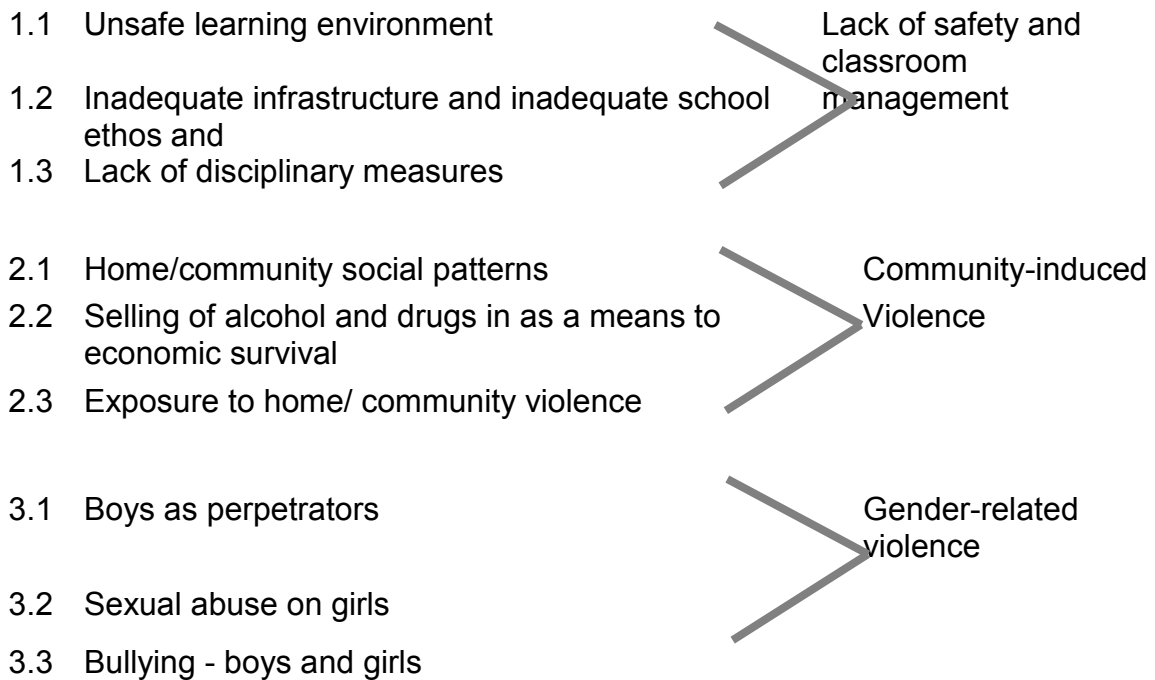 1.1 Unsafe learning environment
Lack of safety and
classroom
management
1.2 Inadequate infrastructure and inadequate school
ethos and
1.3 Lack of disciplinary measures
2.1 Home/community social patterns
Community-induced
2.2 Selling of alcohol and drugs in as a means to
Violence
economic survival
2.3 Exposure to home/ community violence
3.1 Boys as perpetrators
Gender-related
violence
3.2 Sexual abuse on girls
3.3 Bullying - boys and girls